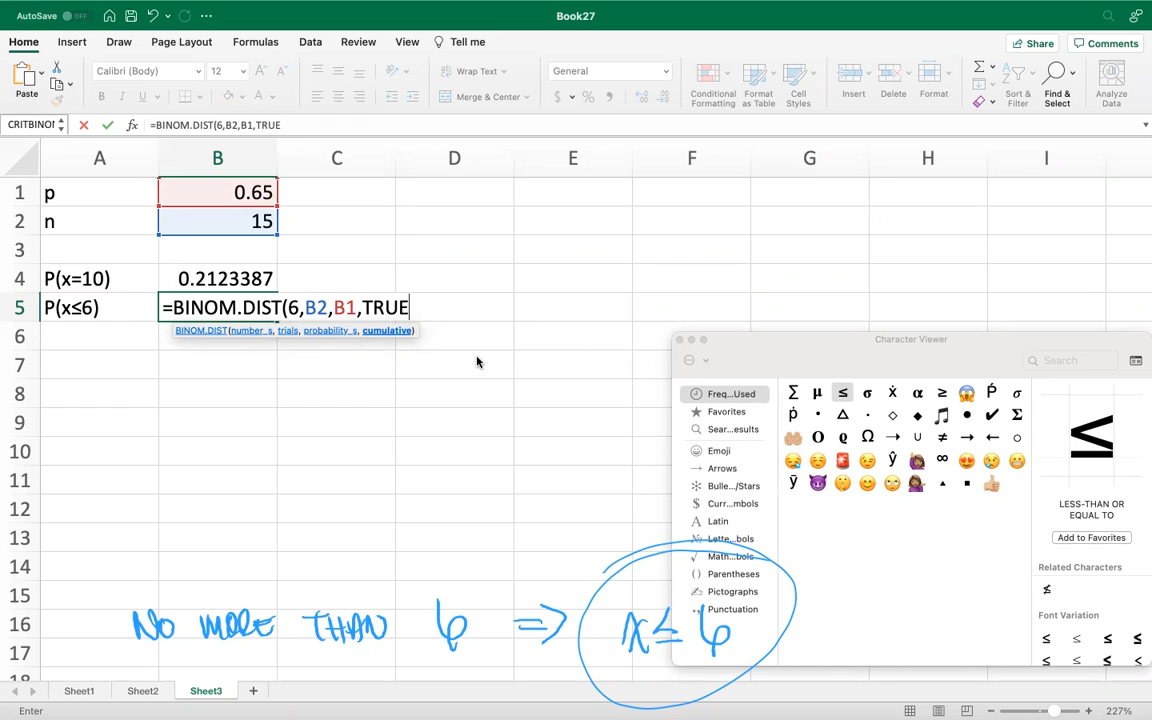 AutoSave OFF
Book27
Home Insert Draw Page Layout Formulas Data Review View Tell me
Share Comments
Paste
Calibri (Body) 12
B I U
Wrap Text
Merge & Center
General
$ % 9
Conditional Formatting
Format as Table
Cell Styles
Insert
Delete
Format
Sort & Filter
Find & Select
Analyze Data
CRITBINOM fx =BINOM.DIST(6,B2,B1,TRUE
A B C D E F G H I
1 p 0.65
2 n 15
3
4 P(x=10) 0.2123387
5 P(x≤6) =BINOM.DIST(6,B2,B1,TRUE
BINOM.DIST(number_s, trials, probability_s, cumulative)
6
7
8
9
10
11
12
13
14
15
16
17
18
Character Viewer
Search
Freq...Used
Favorites
Sear...esults
Emoji
Arrows
Bulle.../Stars
Curr...mbols
Latin
Lette...bols
Math...bols
Parentheses
Pictographs
Punctuation
∑ µ ≤ σ ẋ α ≥ 😱 Ṕ σ
ṗ • △ · ◇ ◆ 🎵 ● ✔ Σ
🤲🏽 O ϱ Ω → ∪ ≠ → ← ○
😪 ☺️ 🚨 😉 ŷ 🙋🏽‍♀️ ∞ 😍 😢 😬
ȳ 😈 🤫 😊 🙄 💁🏽‍♀️ ▲ ▪ 👍🏼
≤
LESS-THAN OR
EQUAL TO
Add to Favorites
Related Characters
≰
Font Variation
≤ ≤ ≤ ≤
≤ ≤ ≤ <
NO MORE THAN 6 ⇒ x≤6
Sheet1 Sheet2 Sheet3 +
Enter
227%